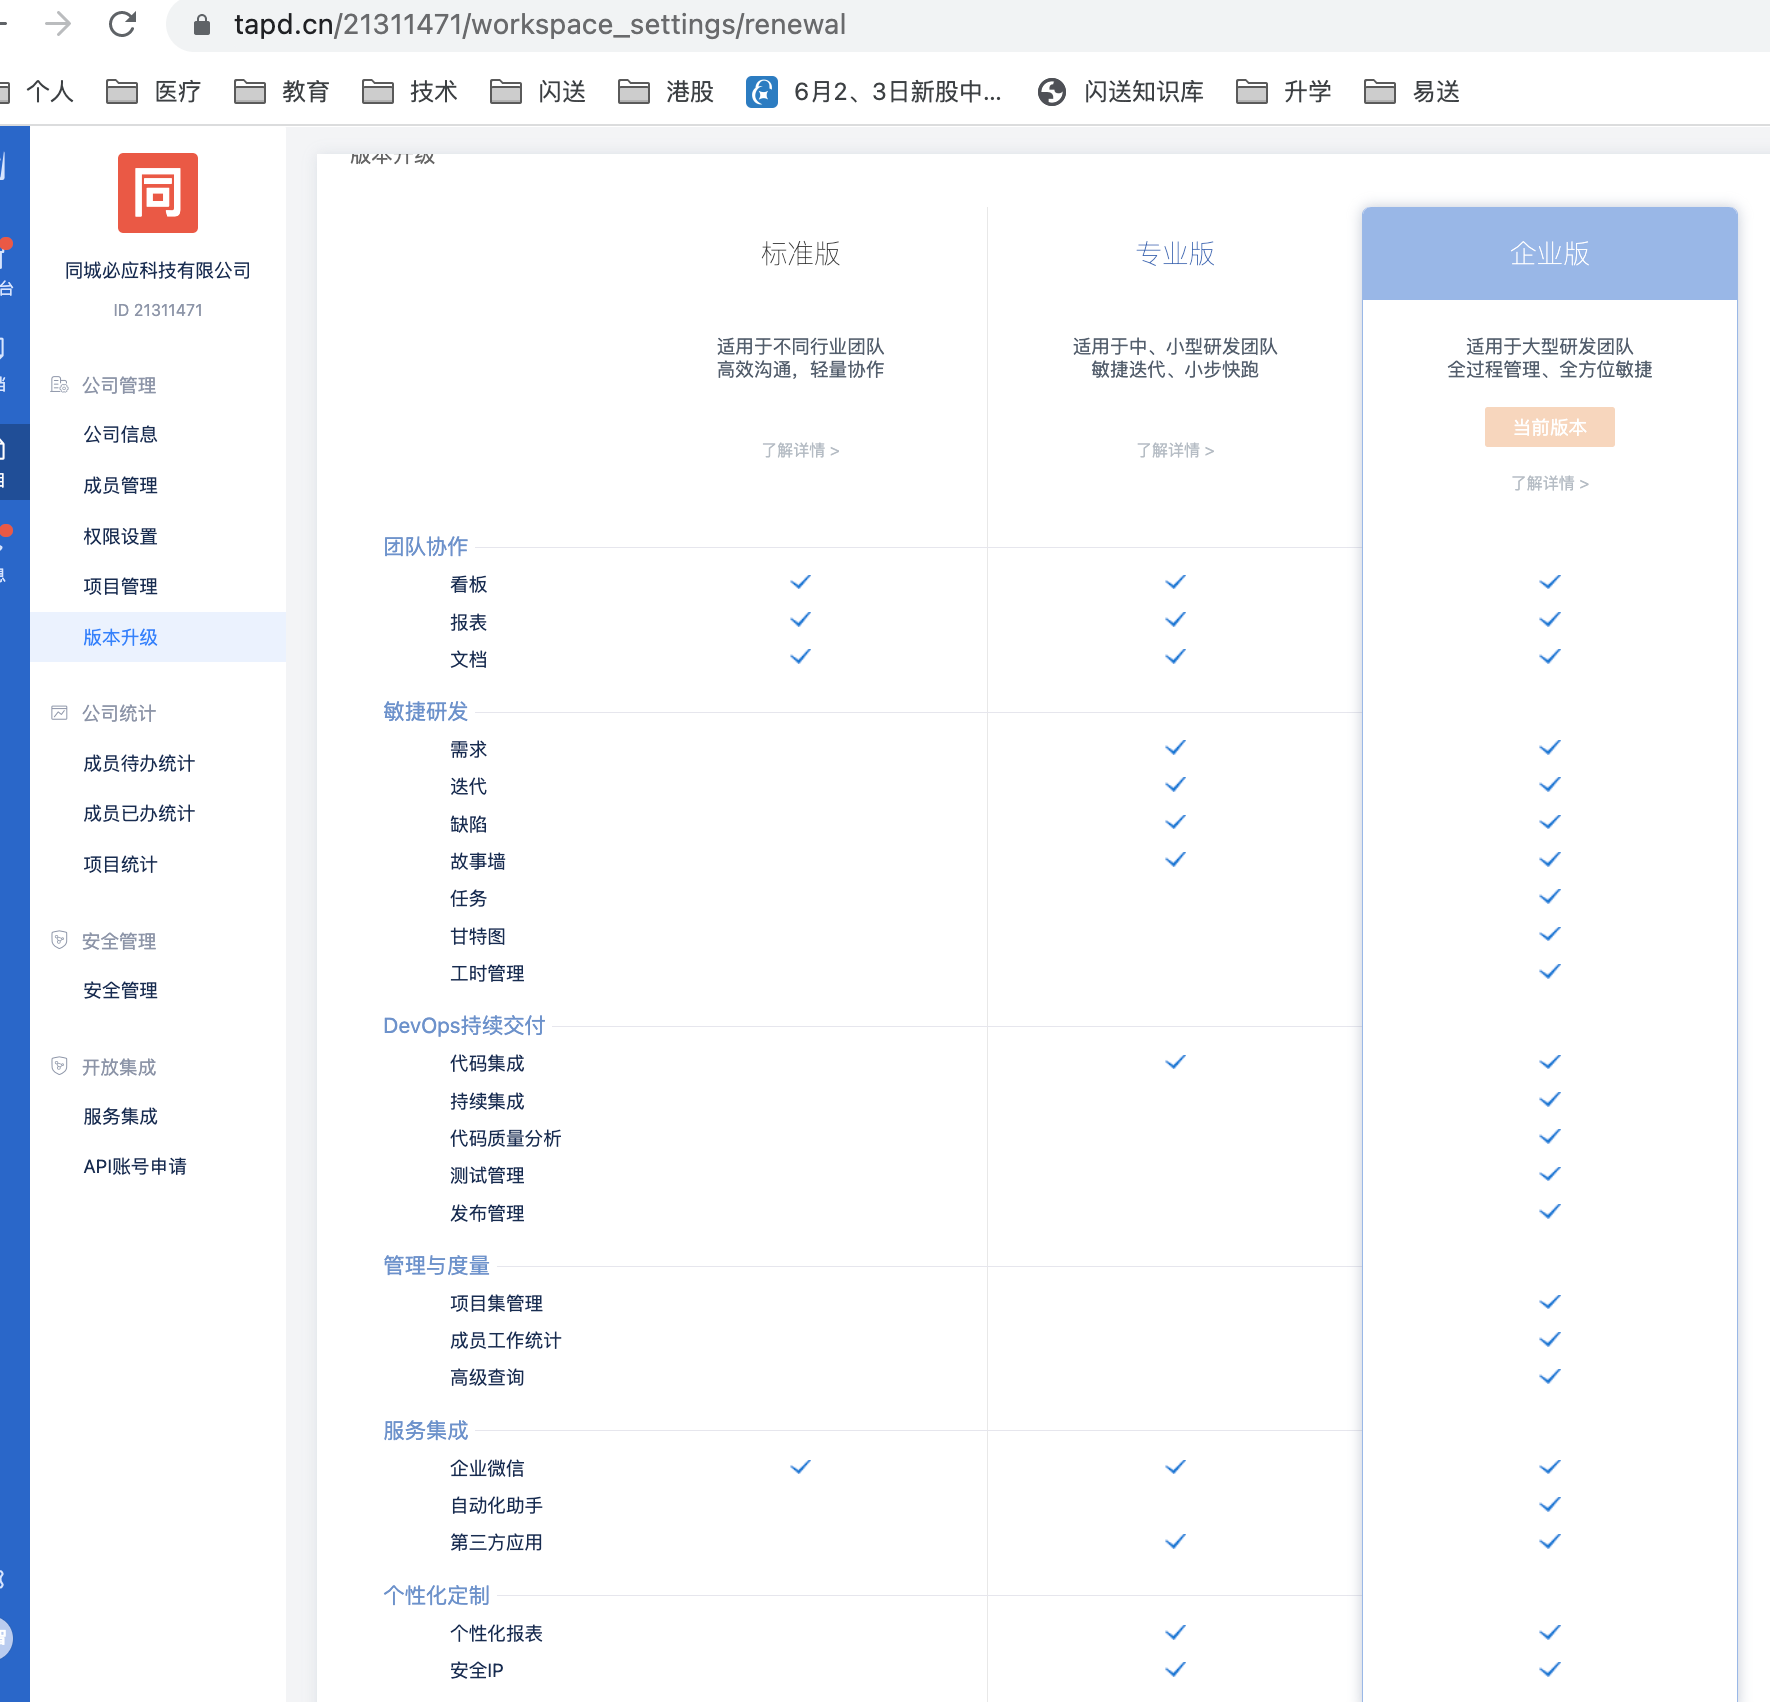 tapd.cn/21311471/workspace_settings/renewal
个人 医疗 教育 技术 闪送 港股 6月2、3日新股中... 闪送知识库 升学 易送
同
同城必应科技有限公司
ID 21311471
公司管理
公司信息
成员管理
权限设置
项目管理
版本升级
公司统计
成员待办统计
成员已办统计
项目统计
安全管理
安全管理
开放集成
服务集成
API账号申请
台
版本升级
标准版 专业版 企业版
适用于不同行业团队 适用于中、小型研发团队 适用于大型研发团队
高效沟通，轻量协作 敏捷迭代、小步快跑 全过程管理、全方位敏捷
当前版本
了解详情 > 了解详情 > 了解详情 >
团队协作
看板
报表
文档
敏捷研发
需求
迭代
缺陷
故事墙
任务
甘特图
工时管理
DevOps持续交付
代码集成
持续集成
代码质量分析
测试管理
发布管理
管理与度量
项目集管理
成员工作统计
高级查询
服务集成
企业微信
自动化助手
第三方应用
个性化定制
个性化报表
安全IP